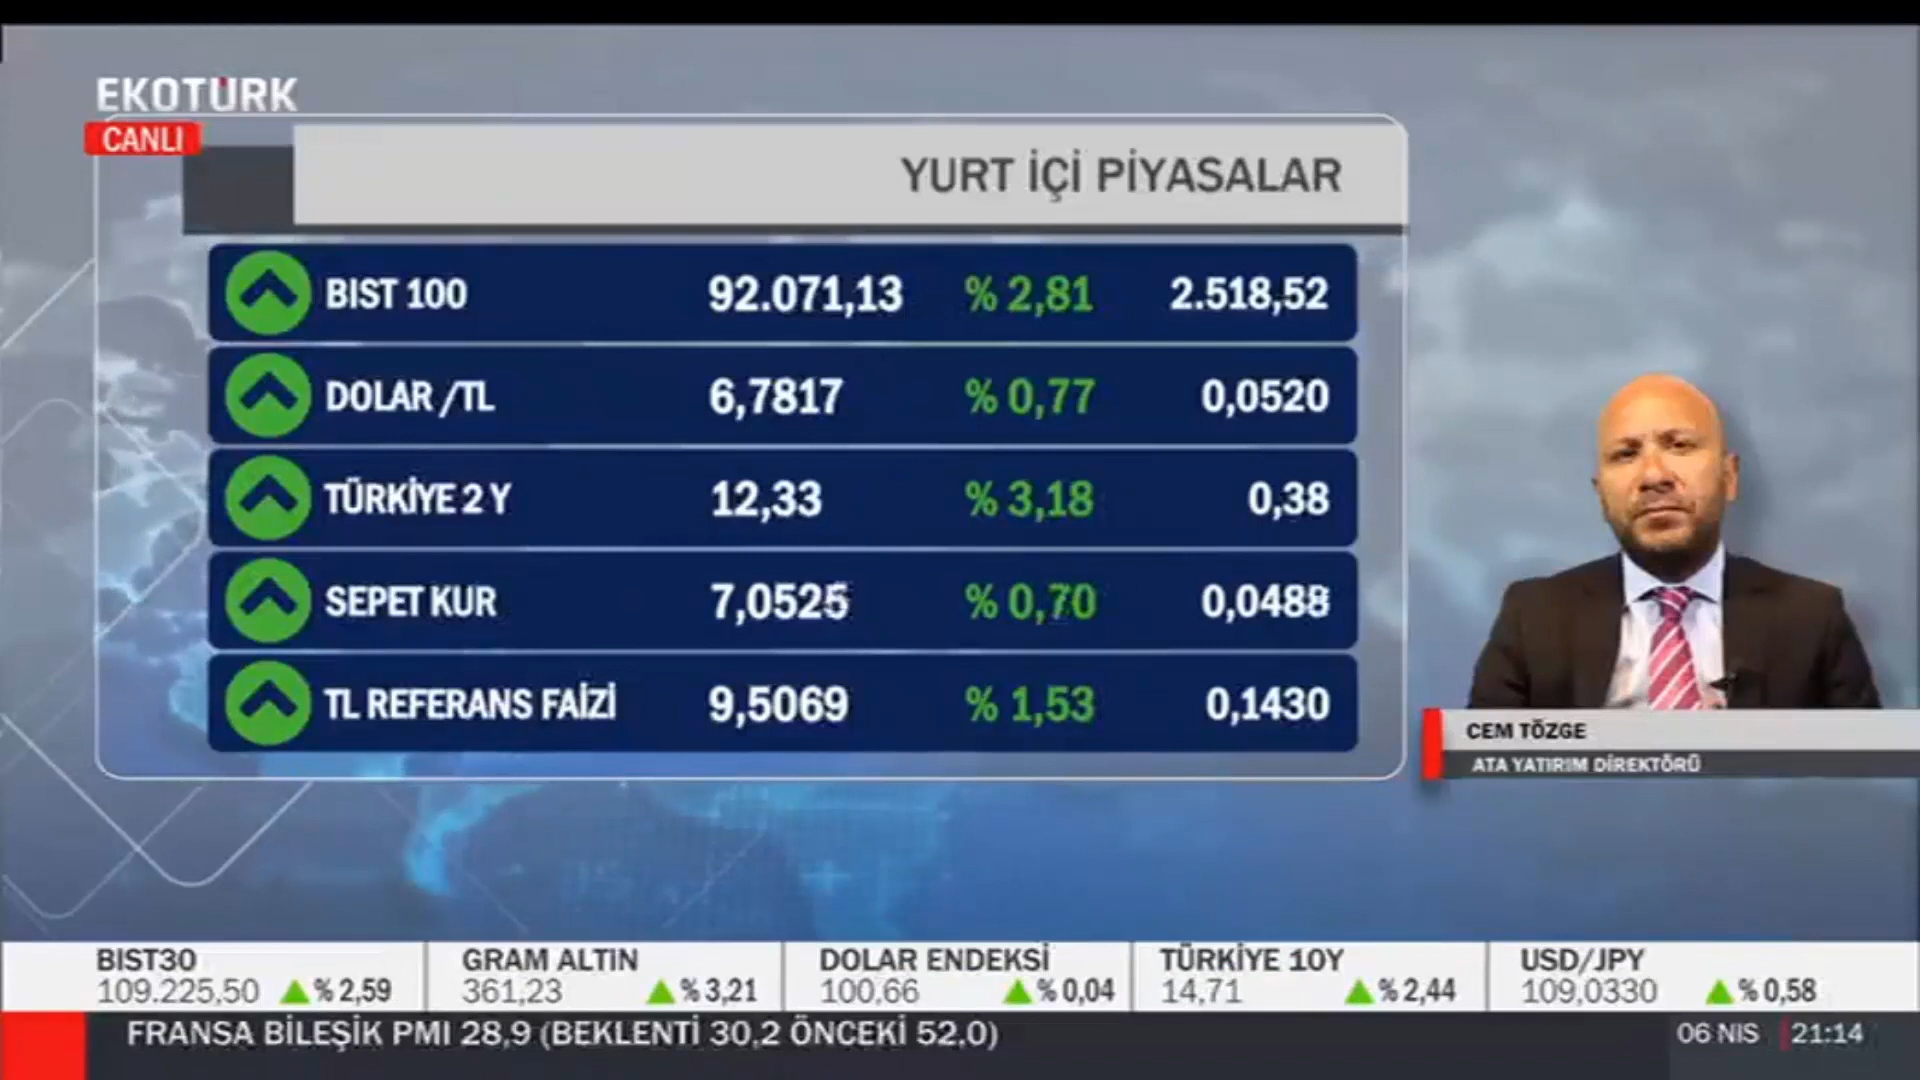 EKOTÜRK
CANLI
YURT İÇİ PİYASALAR
BIST 100 92.071,13 % 2,81 2.518,52
DOLAR /TL 6,7817 % 0,77 0,0520
TÜRKİYE 2 Y 12,33 % 3,18 0,38
SEPET KUR 7,0525 % 0,70 0,0488
TL REFERANS FAİZİ 9,5069 % 1,53 0,1430
CEM TÖZGE
ATA YATIRIM DİREKTÖRÜ
BIST30 GRAM ALTIN DOLAR ENDEKSİ TÜRKİYE 10Y USD/JPY
109.225,50 % 2,59 361,23 % 3,21 100,66 % 0,04 14,71 % 2,44 109,0330 % 0,58
FRANSA BİLEŞİK PMI 28,9 (BEKLENTİ 30,2 ÖNCEKİ 52,0) 06 NIS 21:14